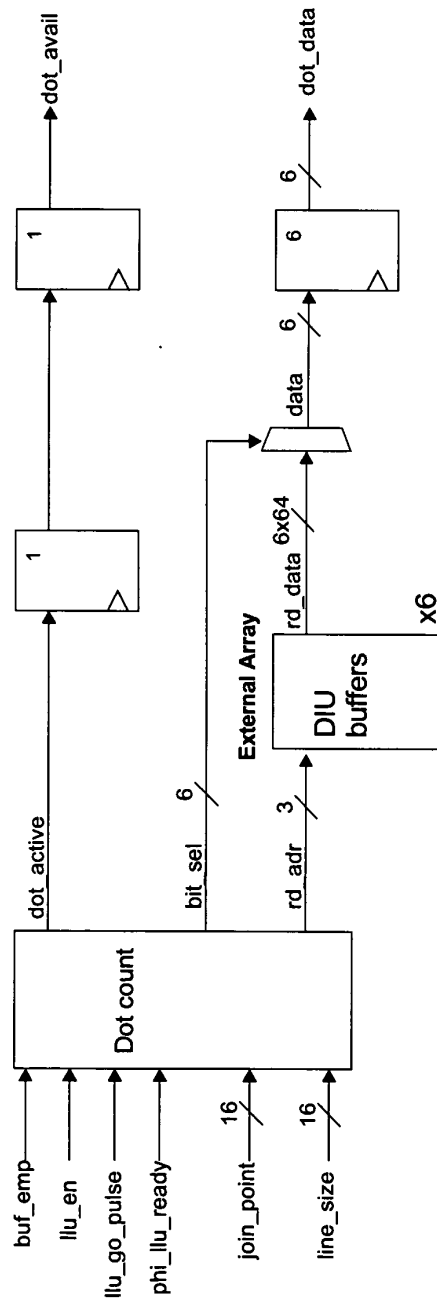 buf_emp
llu_en
llu_go_pulse
phi_llu_ready
join_point
16
line_size
16
Dot count
dot_active
bit_sel
6
rd_adr
3
External Array
DIU
buffers
x6
rd_data
6x64
data
6
1
1
6
6
dot_avail
dot_data